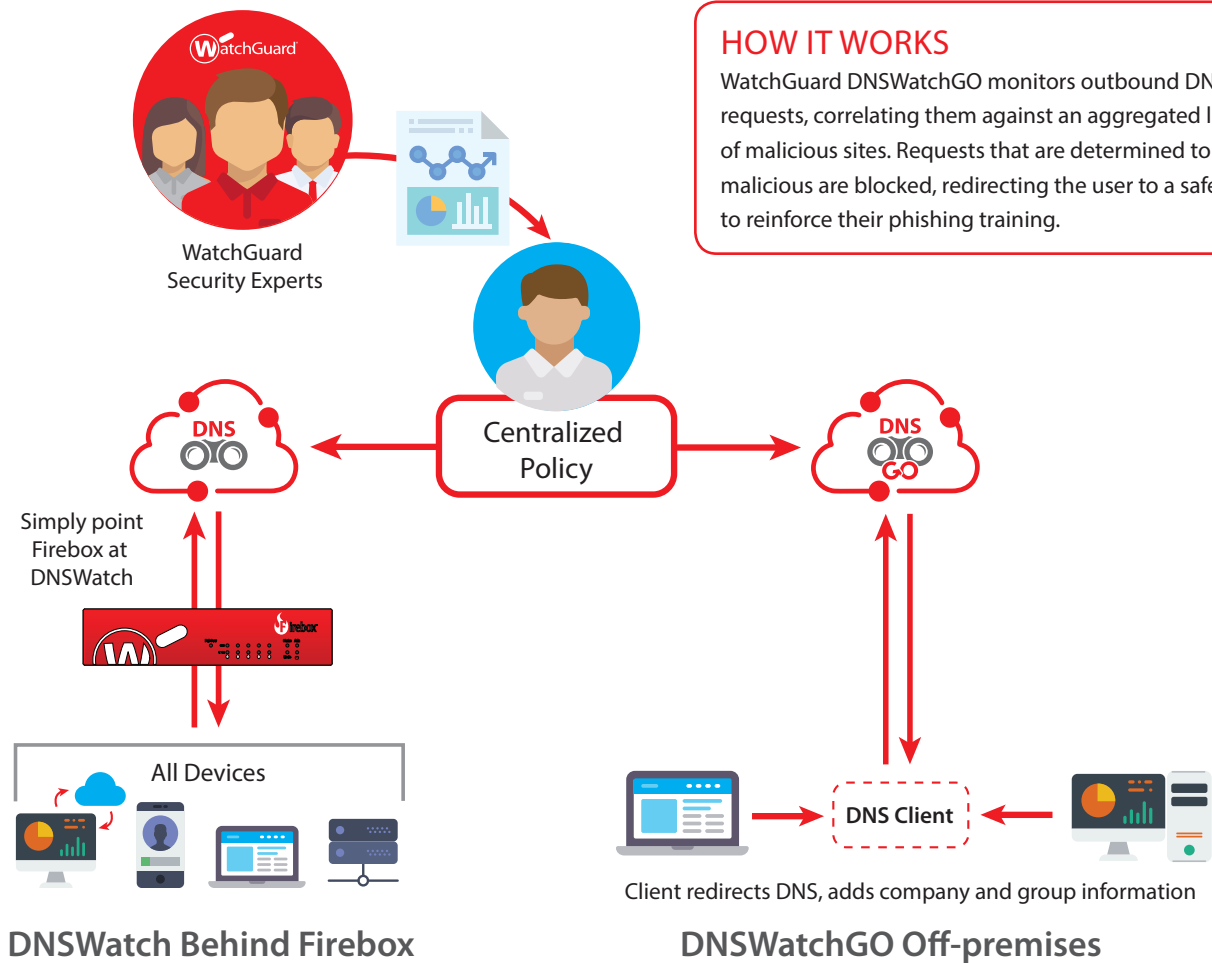 WatchGuard
WatchGuard
Security Experts
HOW IT WORKS
WatchGuard DNSWatchGO monitors outbound
requests, correlating them against an aggregated
of malicious sites. Requests that are determined to
malicious are blocked, redirecting the user to a safe
to reinforce their phishing training.
Centralized
Policy
DNS
DNS
GO
Simply point
Firebox at
DNSWatch
W
Firebox
All Devices
DNS Client
Client redirects DNS, adds company and group information
DNSWatch Behind Firebox
DNSWatchGO Off-premises